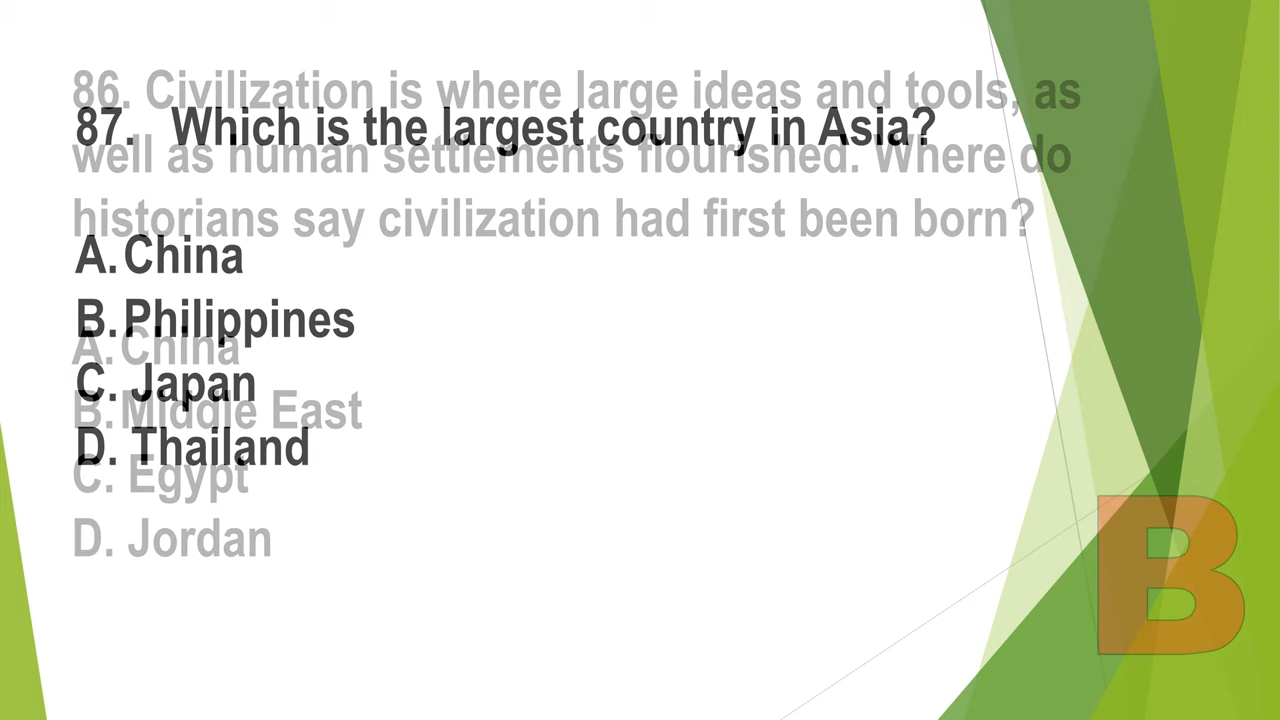 86. Civilization is where large ideas and tools, as
well as human settlements flourished. Where do
historians say civilization had first been born?
A. China
B. Middle East
C. Egypt
D. Jordan
87. Which is the largest country in Asia?
A. China
B. Philippines
C. Japan
D. Thailand
B